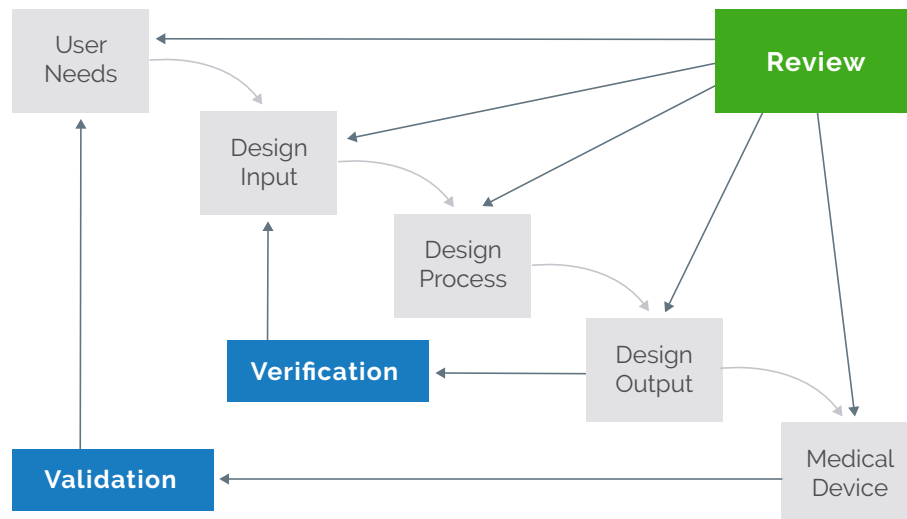 User
Needs
Review
Design
Input
Design
Process
Verification
Design
Output
Validation
Medical
Device